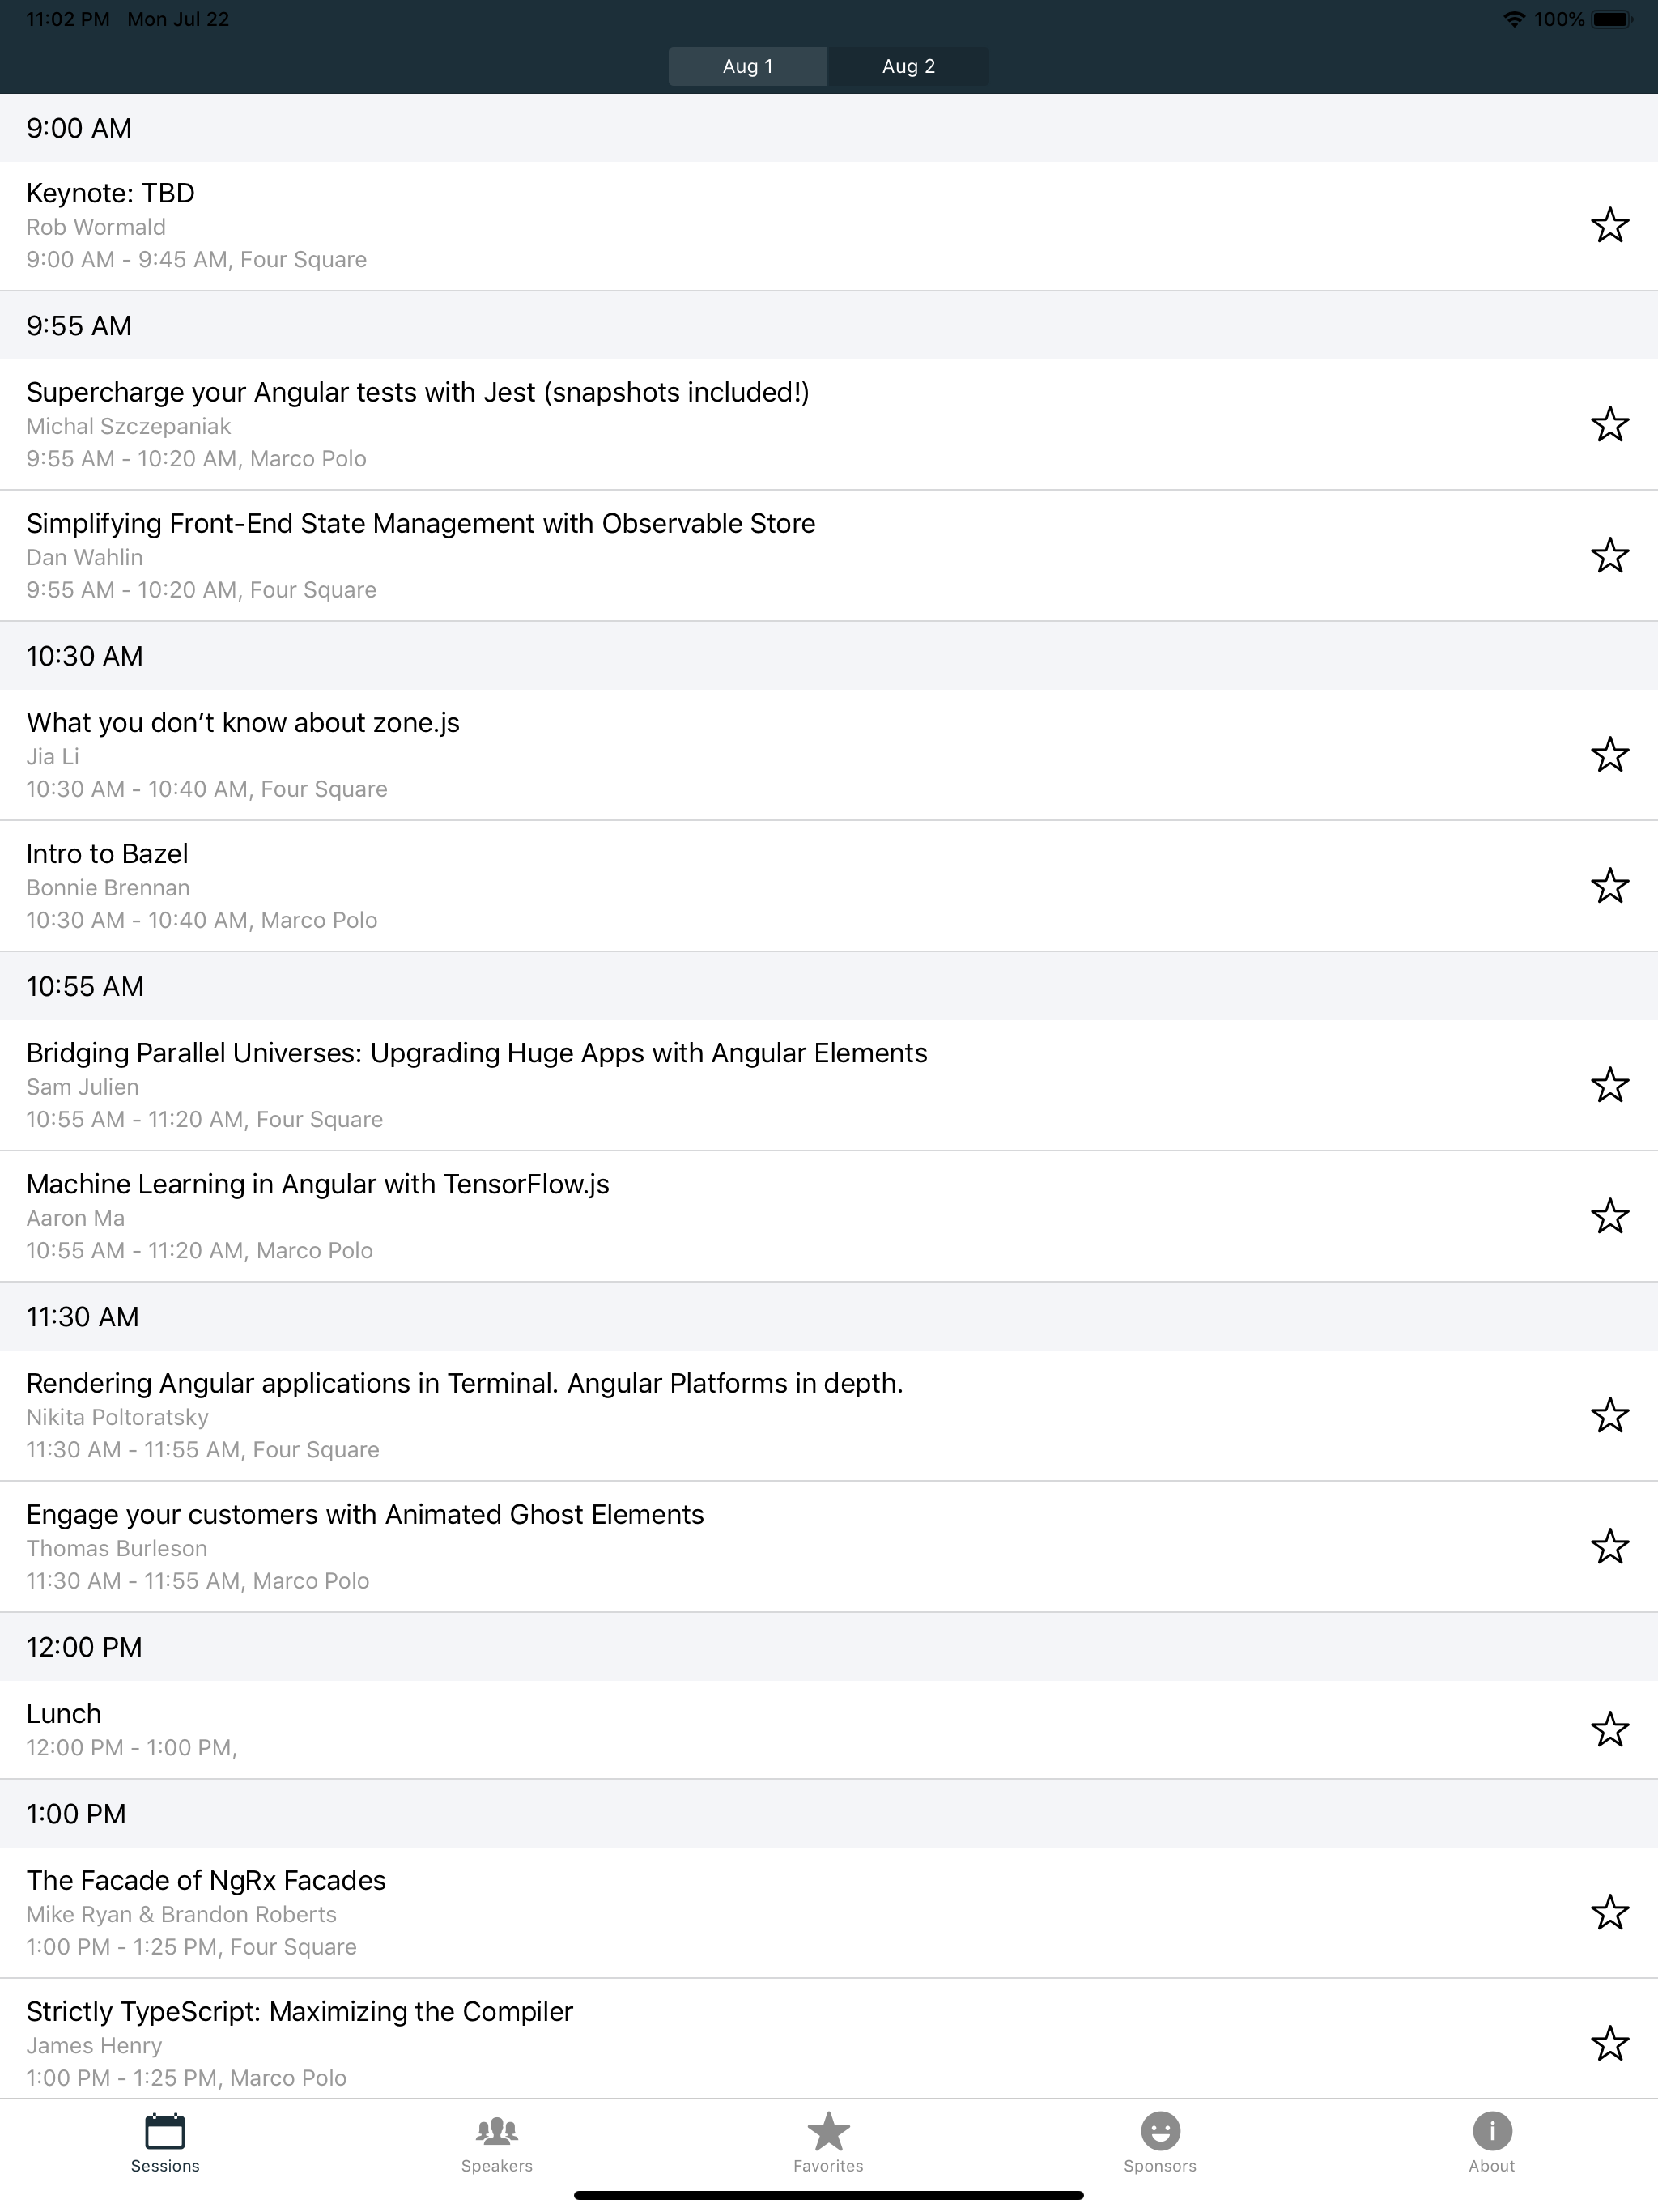 11:02 PM Mon Jul 22 100%
Aug 1 Aug 2
9:00 AM
Keynote: TBD
Rob Wormald
9:00 AM - 9:45 AM, Four Square
9:55 AM
Supercharge your Angular tests with Jest (snapshots included!)
Michal Szczepaniak
9:55 AM - 10:20 AM, Marco Polo
Simplifying Front-End State Management with Observable Store
Dan Wahlin
9:55 AM - 10:20 AM, Four Square
10:30 AM
What you don’t know about zone.js
Jia Li
10:30 AM - 10:40 AM, Four Square
Intro to Bazel
Bonnie Brennan
10:30 AM - 10:40 AM, Marco Polo
10:55 AM
Bridging Parallel Universes: Upgrading Huge Apps with Angular Elements
Sam Julien
10:55 AM - 11:20 AM, Four Square
Machine Learning in Angular with TensorFlow.js
Aaron Ma
10:55 AM - 11:20 AM, Marco Polo
11:30 AM
Rendering Angular applications in Terminal. Angular Platforms in depth.
Nikita Poltoratsky
11:30 AM - 11:55 AM, Four Square
Engage your customers with Animated Ghost Elements
Thomas Burleson
11:30 AM - 11:55 AM, Marco Polo
12:00 PM
Lunch
12:00 PM - 1:00 PM,
1:00 PM
The Facade of NgRx Facades
Mike Ryan & Brandon Roberts
1:00 PM - 1:25 PM, Four Square
Strictly TypeScript: Maximizing the Compiler
James Henry
1:00 PM - 1:25 PM, Marco Polo
Sessions Speakers Favorites Sponsors About